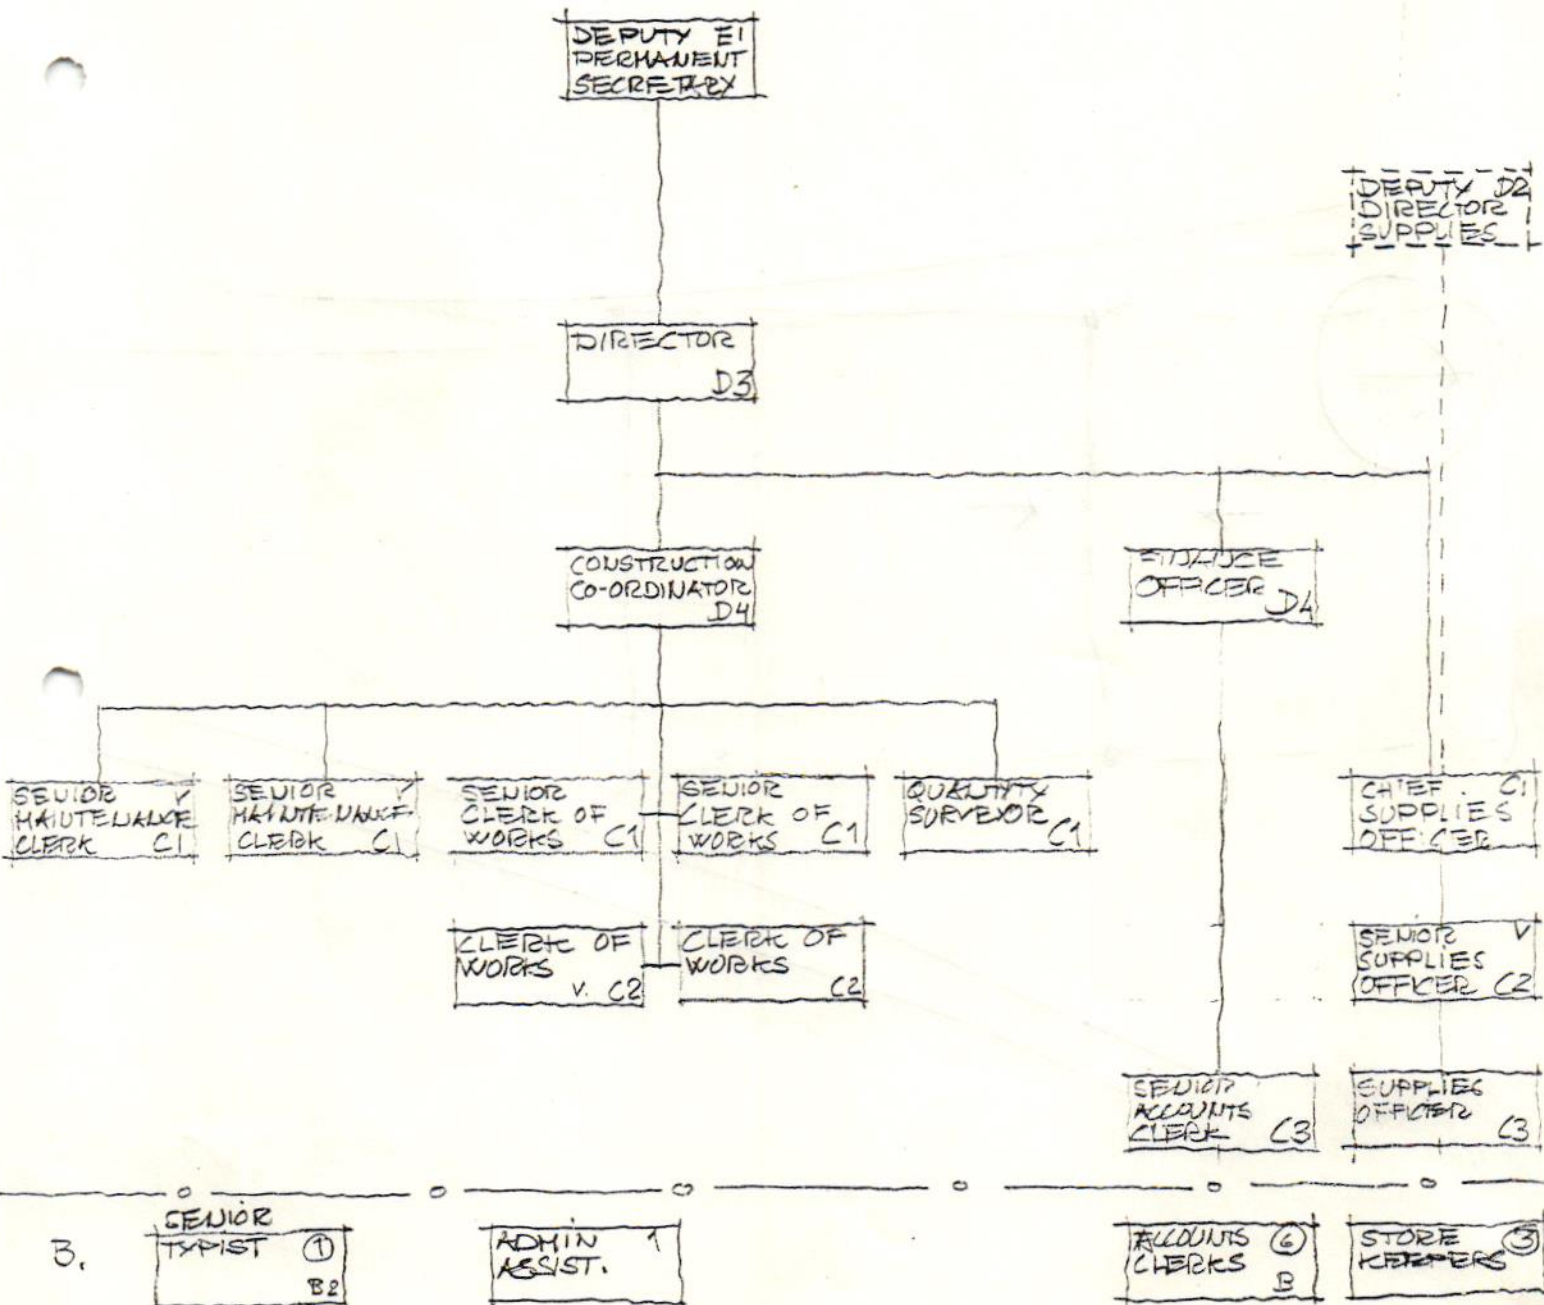 DEPUTY E1
PERMANENT
SECRETARY
DEPUTY D2
DIRECTOR
SUPPLIES
DIRECTOR
D3
CONSTRUCTION
CO-ORDINATOR
D4
FINANCE
OFFICER
D4
SENIOR V
MAINTENANCE
CLERK C1
SENIOR V
MAINTENANCE
CLERK C1
SENIOR
CLERK OF
WORKS C1
SENIOR
CLERK OF
WORKS C1
QUANTYTY
SURVEYOR
C1
CHIEF C1
SUPPLIES
OFFICER
CLERK OF
WORKS
V. C2
CLERK OF
WORKS
C2
SENIOR V
SUPPLIES
OFFICER C2
SENIOR
ACCOUNTS
CLERK C3
SUPPLIES
OFFICER
C3
B.
SENIOR
TYPIST 1
B2
ADMIN 1
ASSIST.
ACCOUNTS 6
CLERKS
B
STORE 3
KEEPERS